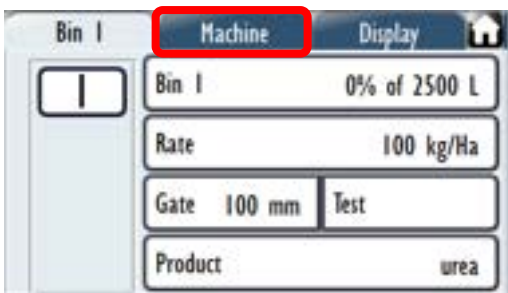 Bin 1 Machine Display
1
Bin 1 0% of 2500 L
Rate 100 kg/Ha
Gate 100 mm Test
Product urea